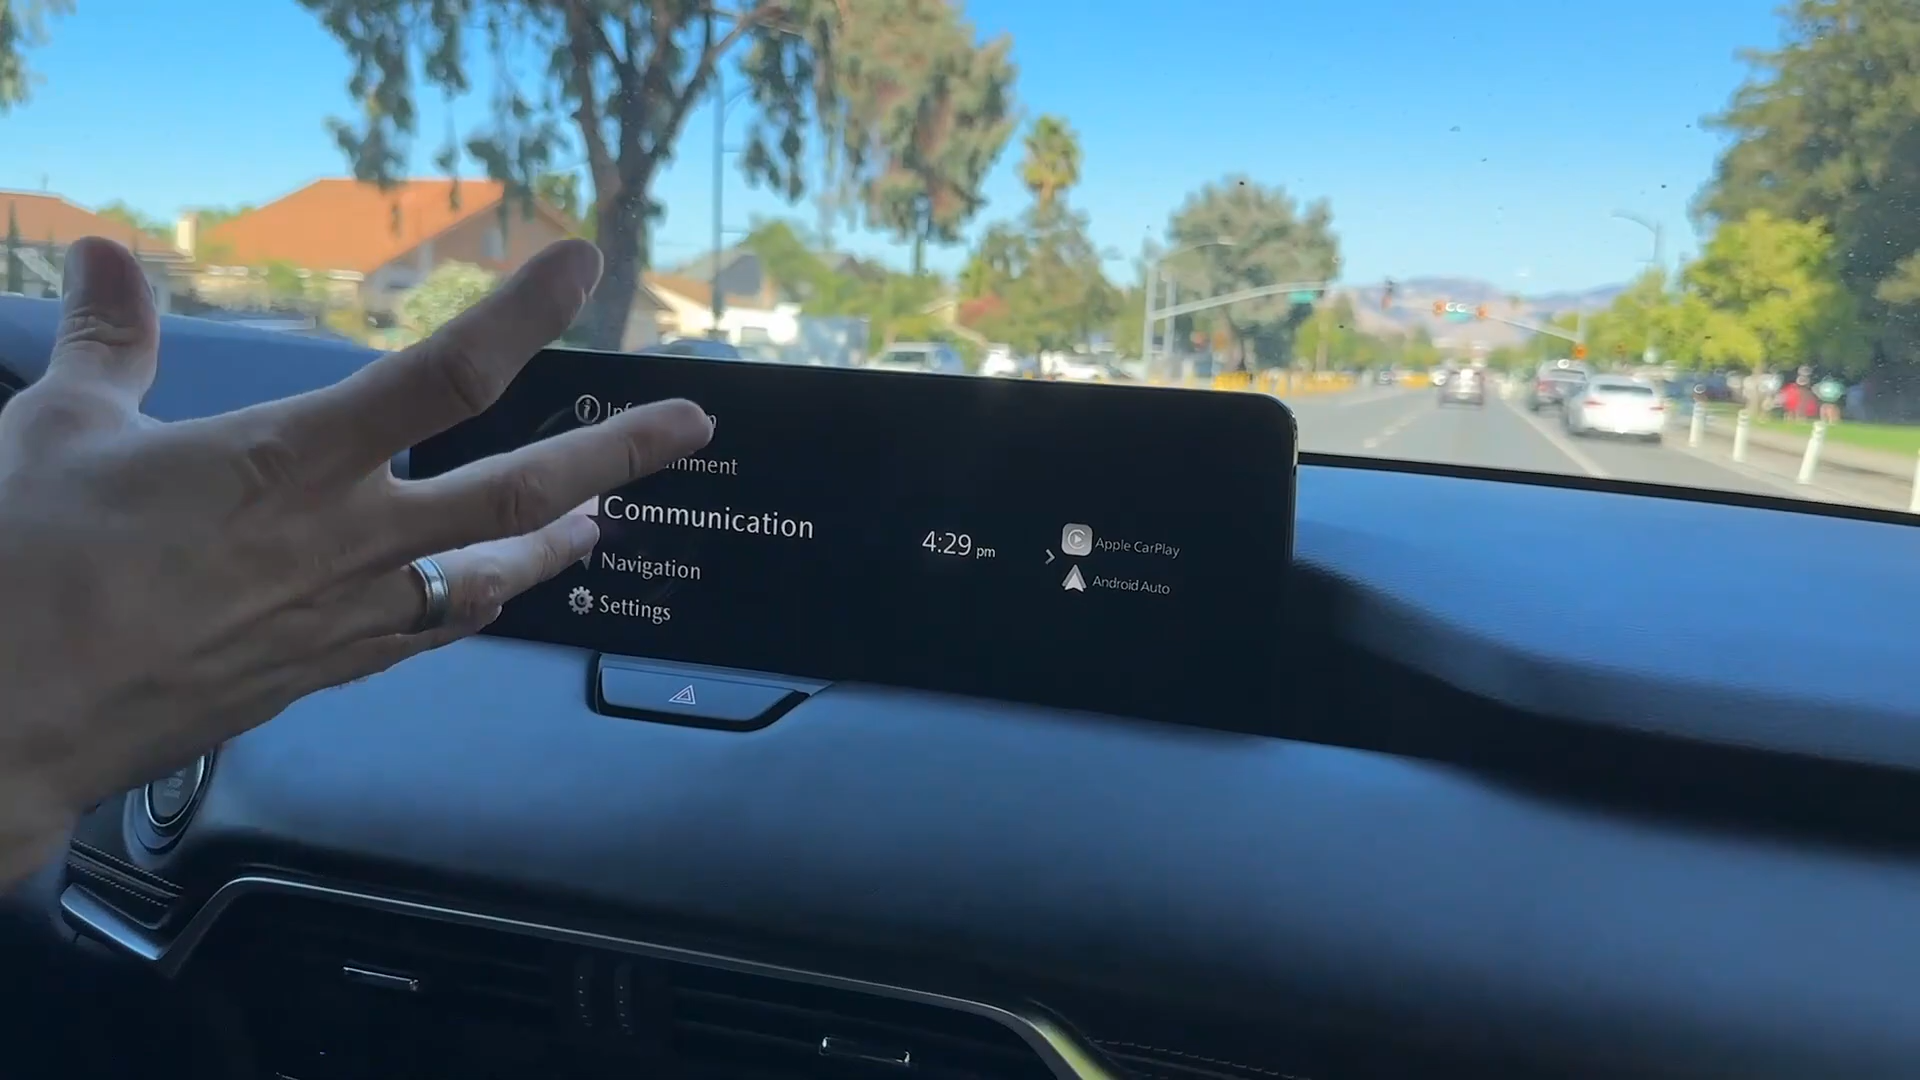 Communication
Navigation
Settings
4:29 pm
Apple CarPlay
Android Auto